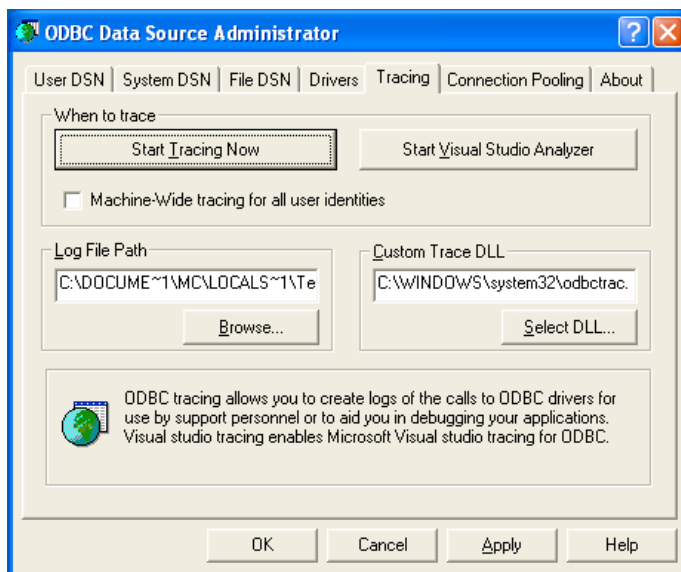 ODBC Data Source Administrator
User DSN System DSN File DSN Drivers Tracing Connection Pooling About
When to trace
Start Tracing Now Start Visual Studio Analyzer
Machine-Wide tracing for all user identities
Log File Path Custom Trace DLL
C:\DOCUME~1\MC\LOCALS~1\Te C:\WINDOWS\system32\odbctrac.
Browse... Select DLL...
ODBC tracing allows you to create logs of the calls to ODBC drivers for
use by support personnel or to aid you in debugging your applications.
Visual studio tracing enables Microsoft Visual studio tracing for ODBC.
OK Cancel Apply Help